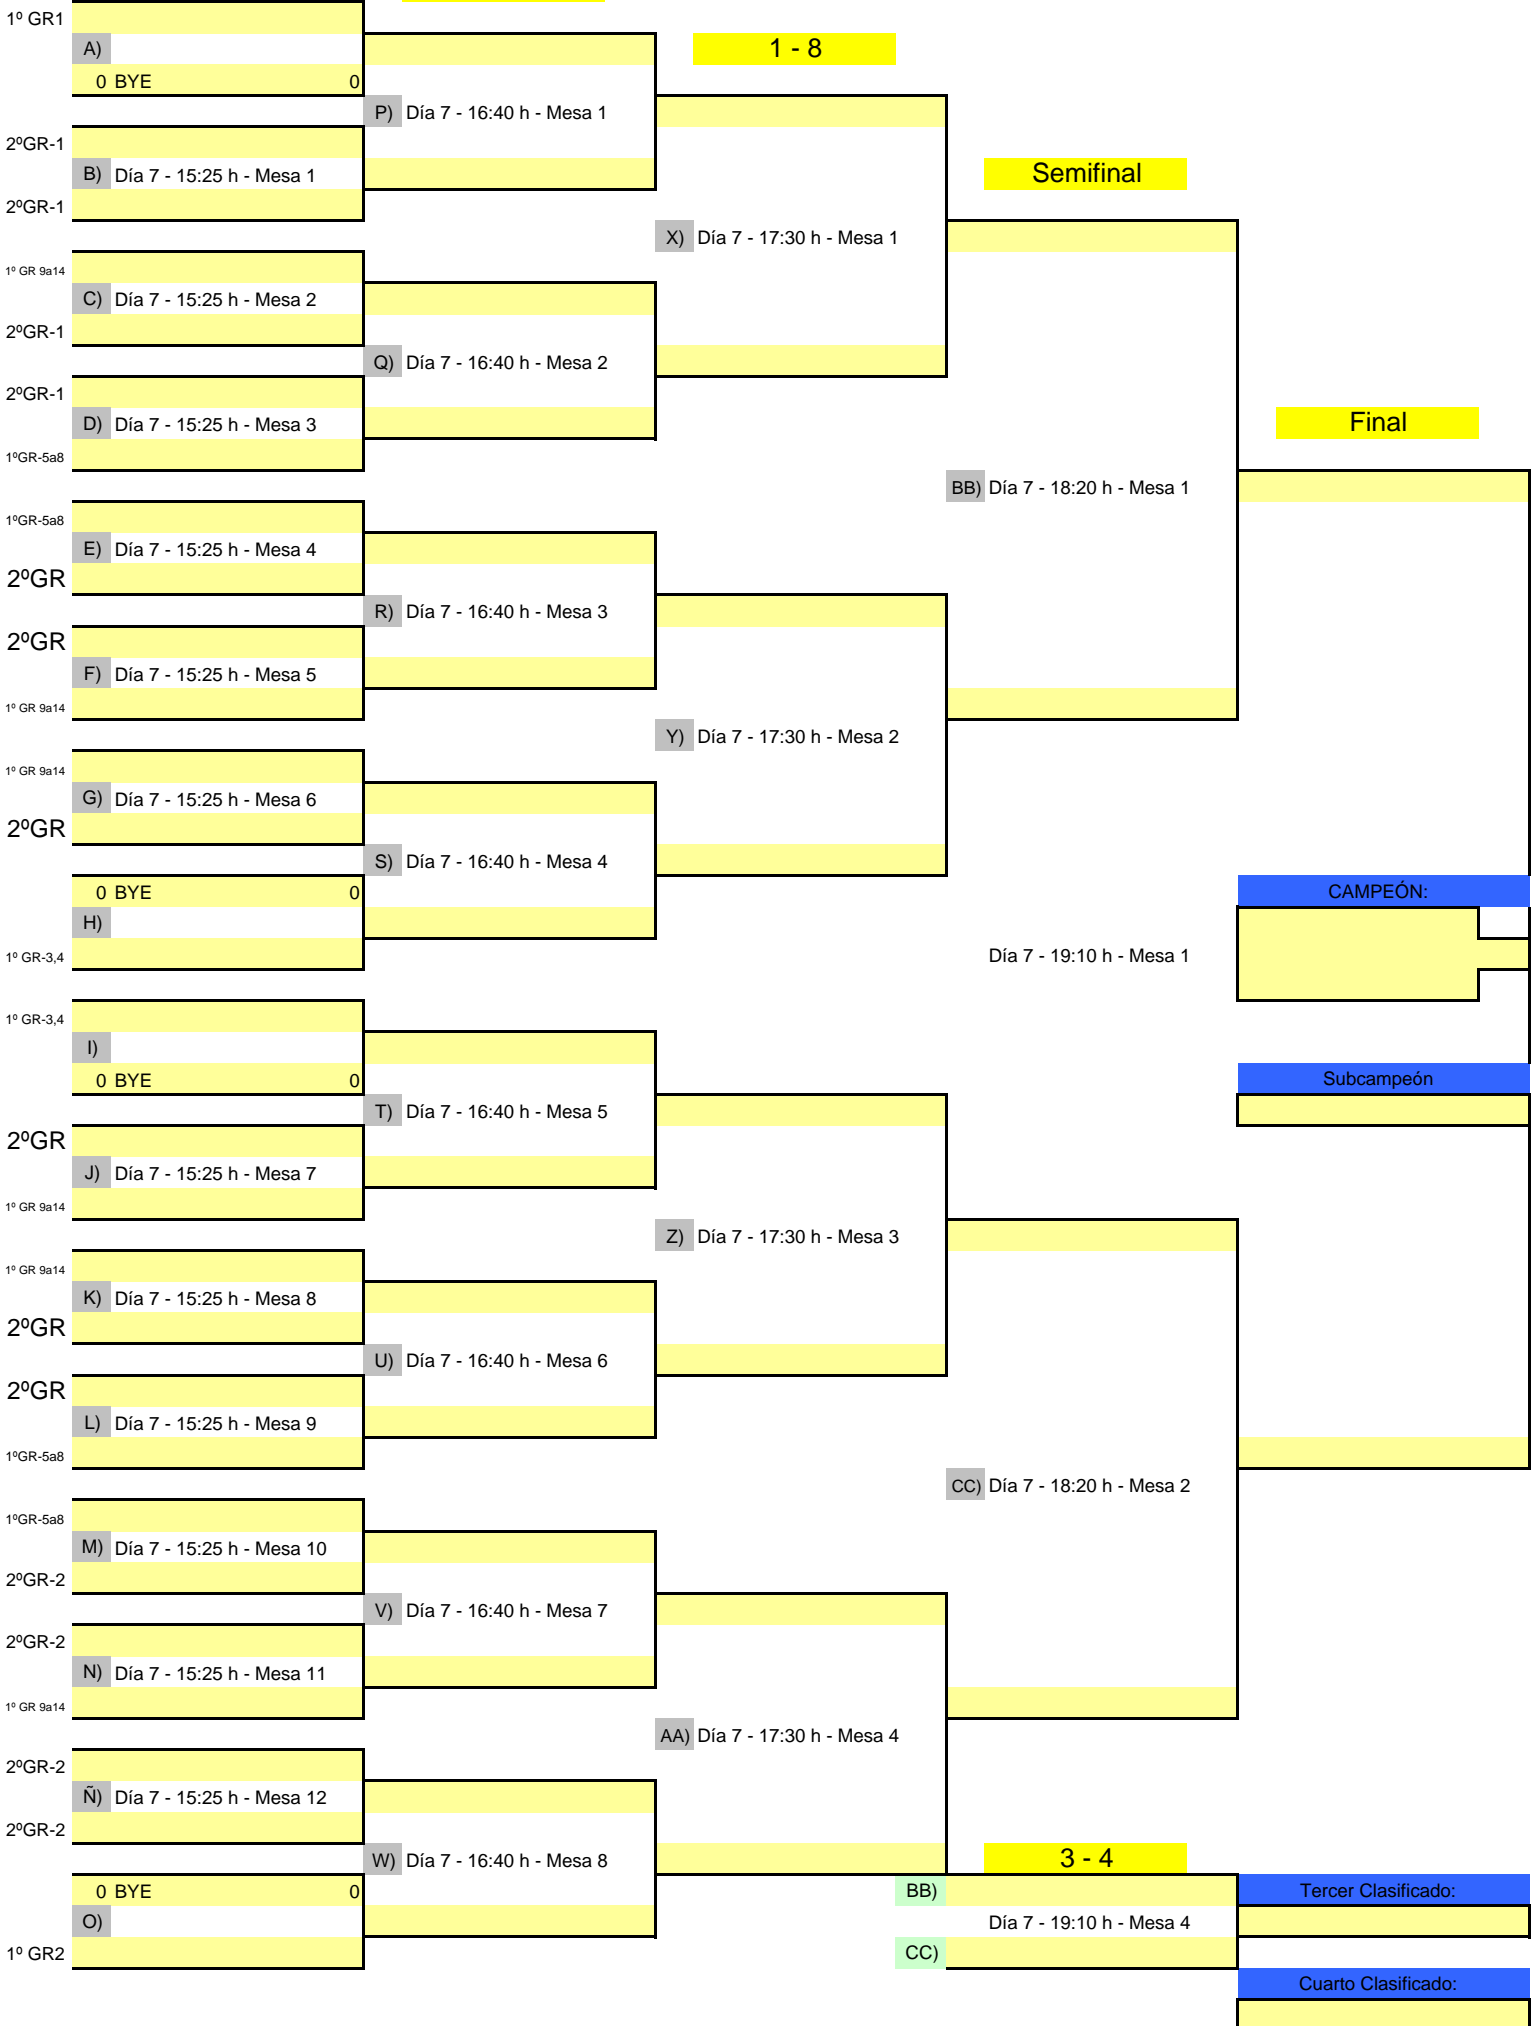 1º GR1
A)
1 - 8
0 BYE 0
P) Día 7 - 16:40 h - Mesa 1
2ºGR-1
B) Día 7 - 15:25 h - Mesa 1
Semifinal
2ºGR-1
X) Día 7 - 17:30 h - Mesa 1
1º GR 9a14
C) Día 7 - 15:25 h - Mesa 2
2ºGR-1
Q) Día 7 - 16:40 h - Mesa 2
2ºGR-1
D) Día 7 - 15:25 h - Mesa 3
Final
1ºGR-5a8
BB) Día 7 - 18:20 h - Mesa 1
1ºGR-5a8
E) Día 7 - 15:25 h - Mesa 4
2ºGR
R) Día 7 - 16:40 h - Mesa 3
2ºGR
F) Día 7 - 15:25 h - Mesa 5
1º GR 9a14
Y) Día 7 - 17:30 h - Mesa 2
1º GR 9a14
G) Día 7 - 15:25 h - Mesa 6
2ºGR
S) Día 7 - 16:40 h - Mesa 4
0 BYE 0
CAMPEÓN:
H)
1º GR-3,4
Día 7 - 19:10 h - Mesa 1
1º GR-3,4
I)
0 BYE 0
Subcampeón
T) Día 7 - 16:40 h - Mesa 5
2ºGR
J) Día 7 - 15:25 h - Mesa 7
1º GR 9a14
Z) Día 7 - 17:30 h - Mesa 3
1º GR 9a14
K) Día 7 - 15:25 h - Mesa 8
2ºGR
U) Día 7 - 16:40 h - Mesa 6
2ºGR
L) Día 7 - 15:25 h - Mesa 9
1ºGR-5a8
CC) Día 7 - 18:20 h - Mesa 2
1ºGR-5a8
M) Día 7 - 15:25 h - Mesa 10
2ºGR-2
V) Día 7 - 16:40 h - Mesa 7
2ºGR-2
N) Día 7 - 15:25 h - Mesa 11
1º GR 9a14
AA) Día 7 - 17:30 h - Mesa 4
2ºGR-2
Ñ) Día 7 - 15:25 h - Mesa 12
2ºGR-2
W) Día 7 - 16:40 h - Mesa 8
3 - 4
0 BYE 0
BB)
Tercer Clasificado:
O)
Día 7 - 19:10 h - Mesa 4
1º GR2
CC)
Cuarto Clasificado: